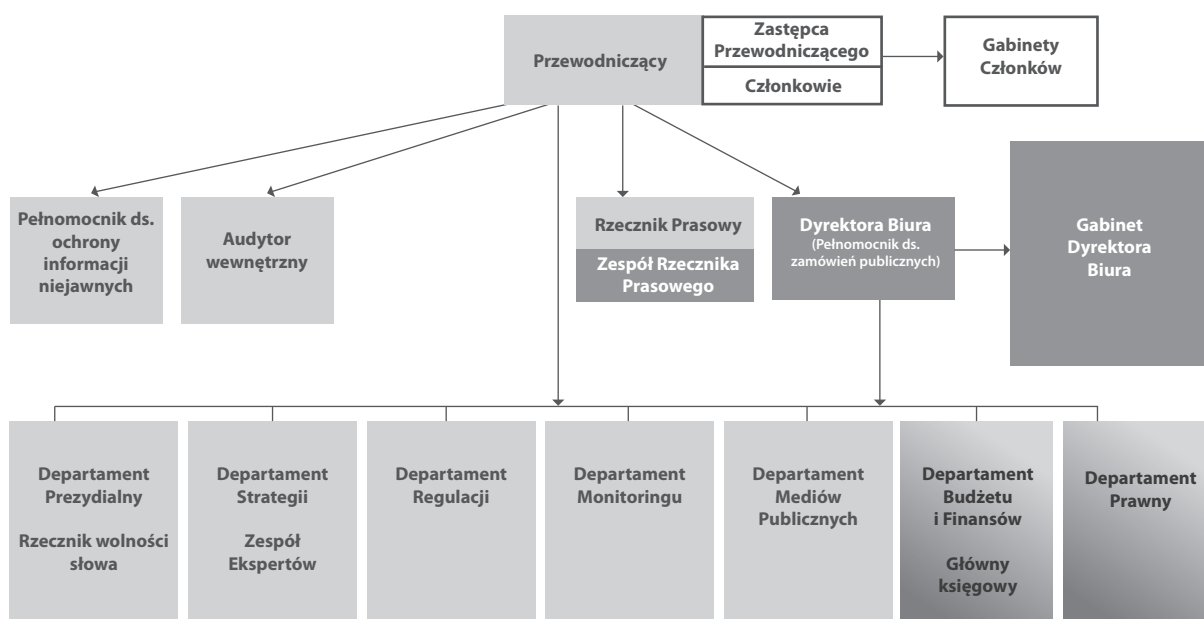 Przewodniczący
Zastępca
Przewodniczącego
Członkowie
Gabinety
Członków
Pełnomocnik ds.
ochrony
informacji
niejawnych
Audytor
wewnętrzny
Rzecznik Prasowy
Zespół Rzecznika
Prasowego
Dyrektora Biura
(Pełnomocnik ds.
zamówień publicznych)
Gabinet
Dyrektora
Biura
Departament
Prezydialny
Rzecznik wolności
słowa
Departament
Strategii
Zespół
Ekspertów
Departament
Regulacji
Departament
Monitoringu
Departament
Mediów
Publicznych
Departament
Budżetu
i Finansów
Główny
księgowy
Departament
Prawny